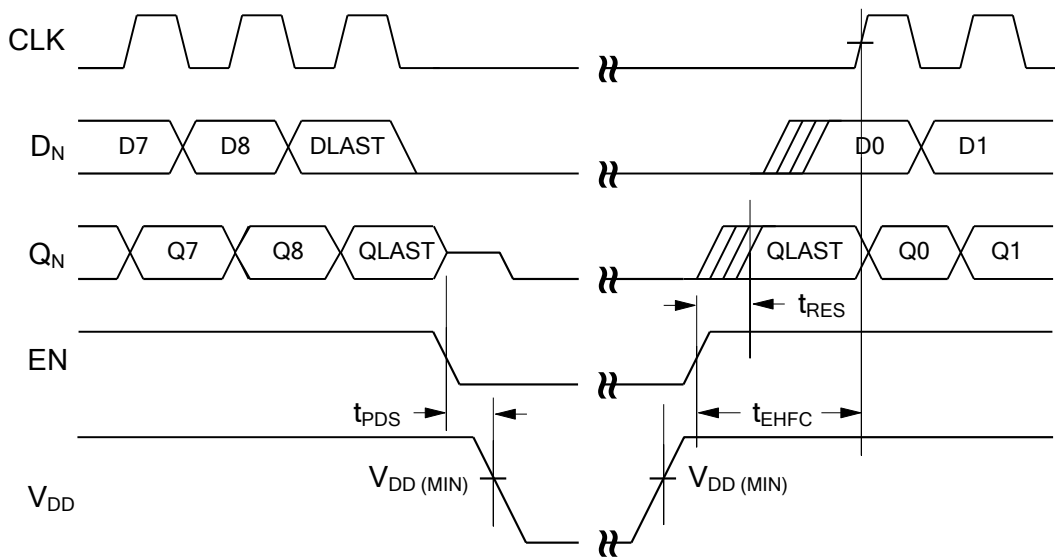 CLK
D_N D7 D8 DLAST D0 D1
Q_N Q7 Q8 QLAST QLAST Q0 Q1
t_RES
EN
t_PDS t_EHFC
V_DD (MIN) V_DD (MIN)
V_DD